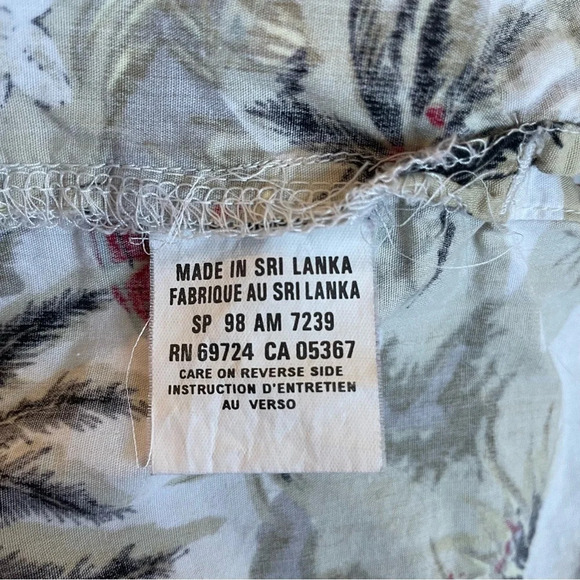 MADE IN SRI LANKA
FABRIQUE AU SRI LANKA
SP 98 AM 7239
RN 69724 CA 05367
CARE ON REVERSE SIDE
INSTRUCTION D'ENTRETIEN
AU VERSO